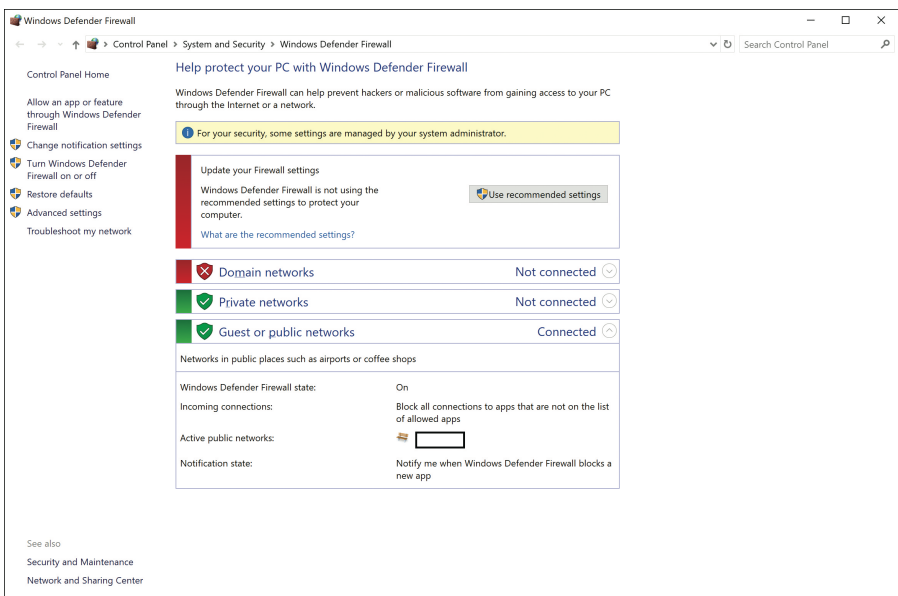 Windows Defender Firewall
Control Panel > System and Security > Windows Defender Firewall
Search Control Panel
Control Panel Home
Allow an app or feature
through Windows Defender
Firewall
Change notification settings
Turn Windows Defender
Firewall on or off
Restore defaults
Advanced settings
Troubleshoot my network
Help protect your PC with Windows Defender Firewall
Windows Defender Firewall can help prevent hackers or malicious software from gaining access to your PC
through the Internet or a network.
For your security, some settings are managed by your system administrator.
Update your Firewall settings
Windows Defender Firewall is not using the
recommended settings to protect your
computer.
What are the recommended settings?
Use recommended settings
Domain networks Not connected
Private networks Not connected
Guest or public networks Connected
Networks in public places such as airports or coffee shops
Windows Defender Firewall state: On
Incoming connections: Block all connections to apps that are not on the list
of allowed apps
Active public networks:
Notification state: Notify me when Windows Defender Firewall blocks a
new app
See also
Security and Maintenance
Network and Sharing Center